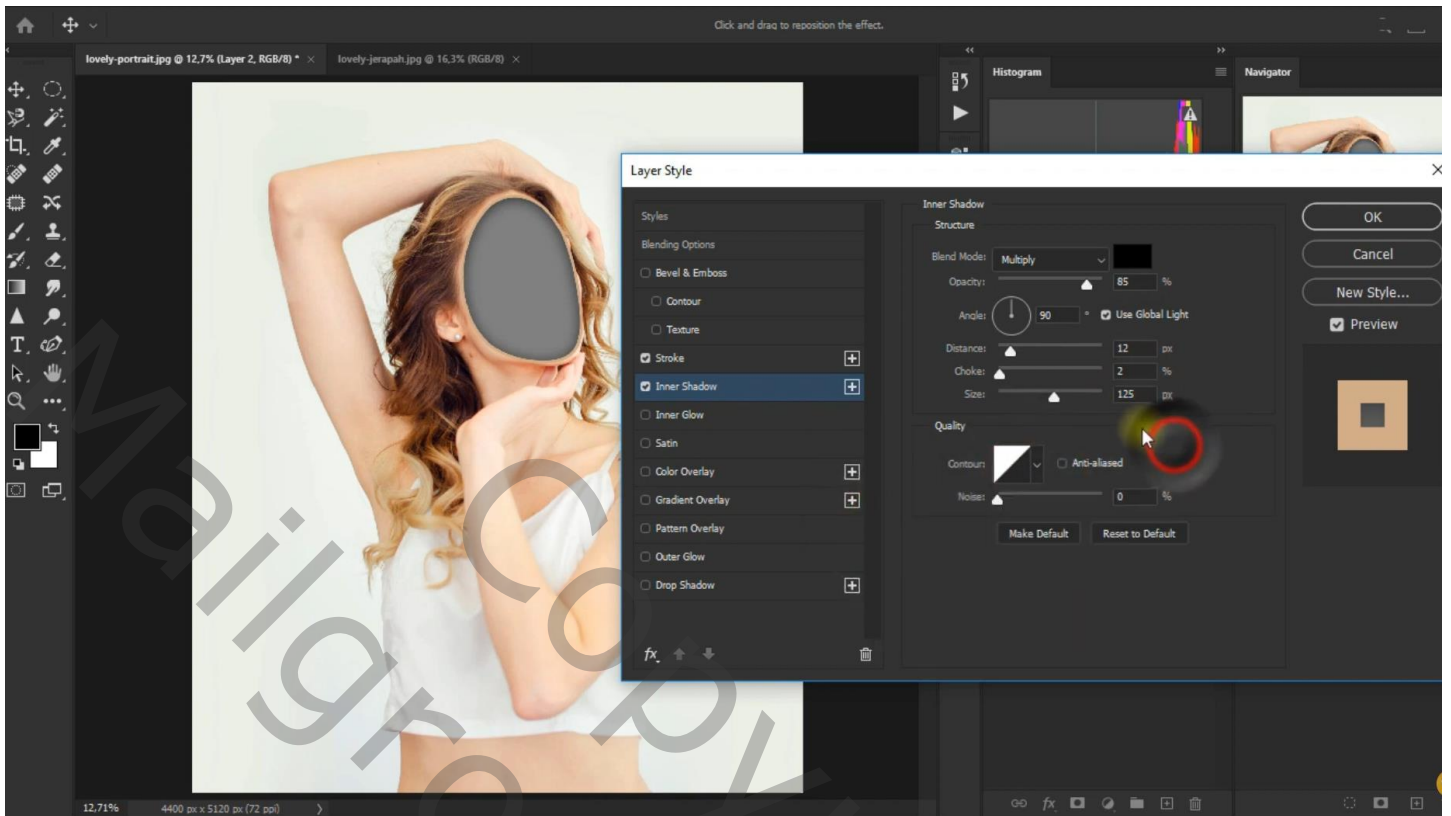 Click and drag to reposition the effect.
lovely-portrait.jpg @ 12,7% (Layer 2, RGB/8) * ×
lovely-jerapah.jpg @ 16,3% (RGB/8) ×
Histogram
Navigator
Layer Style
Styles
Blending Options
Bevel & Emboss
Contour
Texture
Stroke
Inner Shadow
Inner Glow
Satin
Color Overlay
Gradient Overlay
Pattern Overlay
Outer Glow
Drop Shadow
fx
Inner Shadow
Structure
Blend Mode: Multiply
Opacity: 85 %
Angle: 90 ° Use Global Light
Distance: 12 px
Choke: 2 %
Size: 125 px
Quality
Contour: Anti-aliased
Noise: 0 %
Make Default Reset to Default
OK
Cancel
New Style...
Preview
12,71% 4400 px x 5120 px (72 ppi)
fx